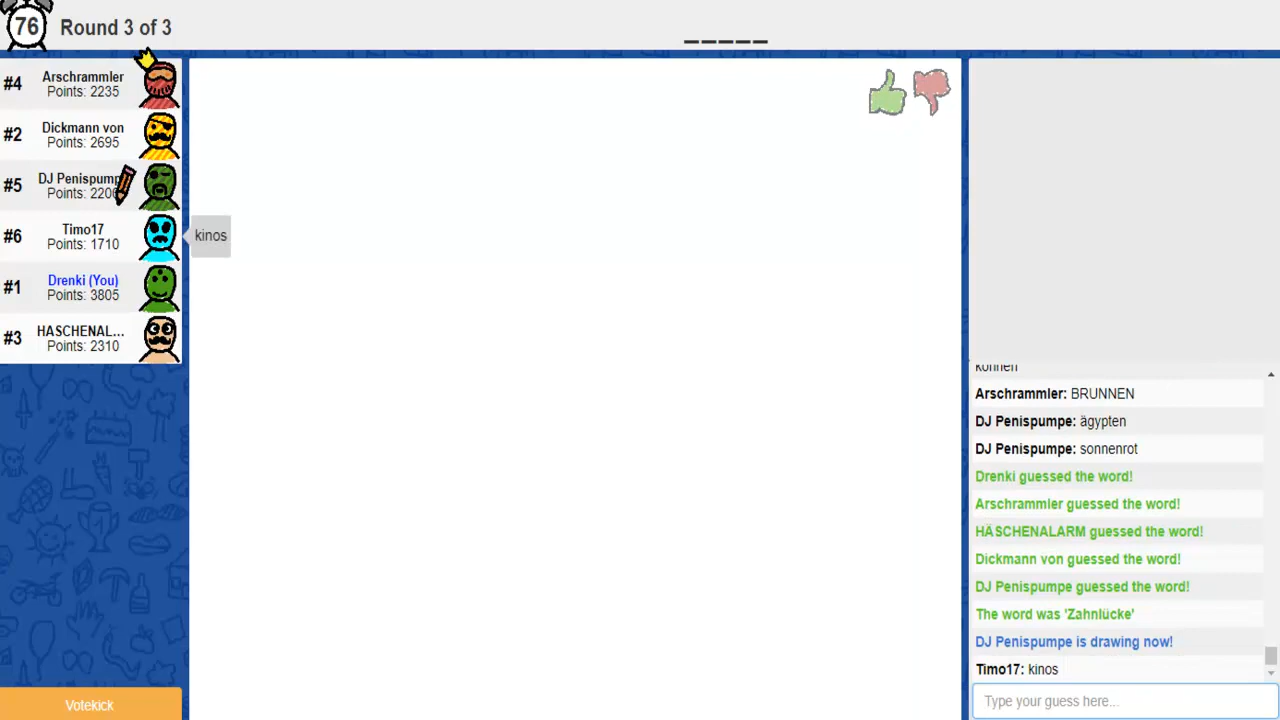 76
Round 3 of 3
_ _ _ _ _
#4
Arschrammler
Points: 2235
#2
Dickmann von
Points: 2695
#5
DJ Penispump
Points: 220
#6
Timo17
Points: 1710
kinos
#1
Drenki (You)
Points: 3805
#3
HASCHENAL...
Points: 2310
Votekick
können
Arschrammler: BRUNNEN
DJ Penispumpe: ägypten
DJ Penispumpe: sonnenrot
Drenki guessed the word!
Arschrammler guessed the word!
HÄSCHENALARM guessed the word!
Dickmann von guessed the word!
DJ Penispumpe guessed the word!
The word was 'Zahnlücke'
DJ Penispumpe is drawing now!
Timo17: kinos
Type your guess here...